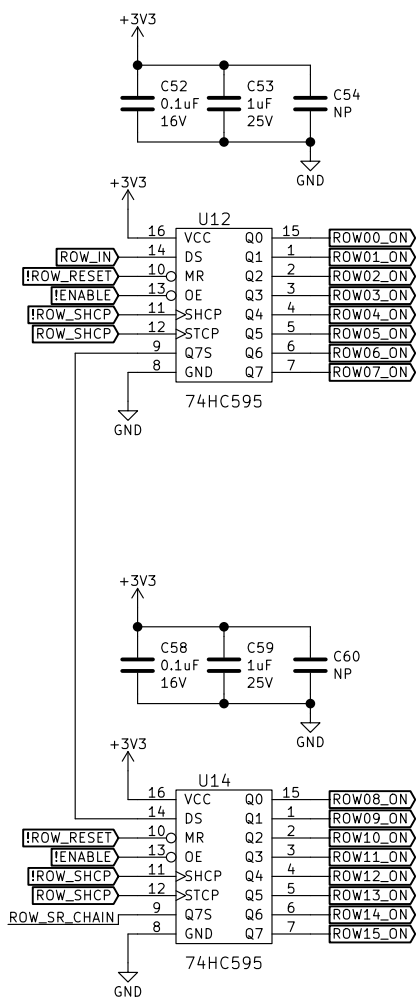 +3V3
C52
0.1uF
16V
C53
1uF
25V
C54
NP
GND
+3V3
U12
16 VCC Q0 15 ROW00_ON
ROW_IN 14 DS Q1 1 ROW01_ON
!ROW_RESET 10 MR Q2 2 ROW02_ON
!ENABLE 13 OE Q3 3 ROW03_ON
!ROW_SHCP 11 SHCP Q4 4 ROW04_ON
ROW_SHCP 12 STCP Q5 5 ROW05_ON
9 Q7S Q6 6 ROW06_ON
8 GND Q7 7 ROW07_ON
GND
74HC595
+3V3
C58
0.1uF
16V
C59
1uF
25V
C60
NP
GND
+3V3
U14
16 VCC Q0 15 ROW08_ON
14 DS Q1 1 ROW09_ON
!ROW_RESET 10 MR Q2 2 ROW10_ON
!ENABLE 13 OE Q3 3 ROW11_ON
!ROW_SHCP 11 SHCP Q4 4 ROW12_ON
ROW_SHCP 12 STCP Q5 5 ROW13_ON
ROW_SR_CHAIN 9 Q7S Q6 6 ROW14_ON
8 GND Q7 7 ROW15_ON
74HC595
GND